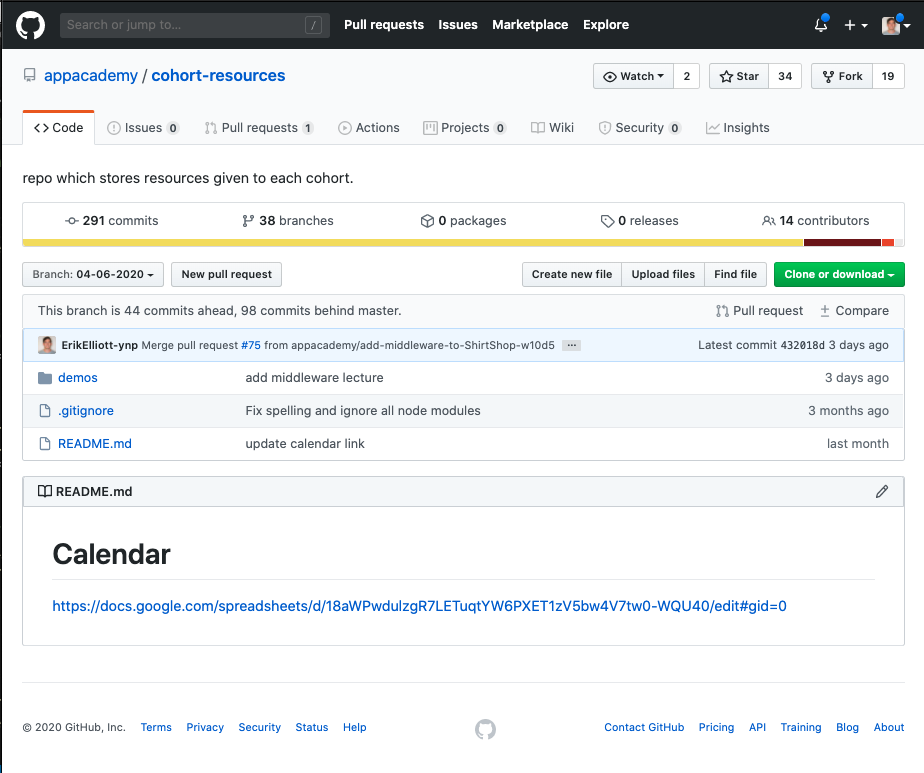 Search or jump to... / Pull requests Issues Marketplace Explore
appacademy / cohort-resources Watch 2 Star 34 Fork 19
Code Issues 0 Pull requests 1 Actions Projects 0 Wiki Security 0 Insights
repo which stores resources given to each cohort.
291 commits 38 branches 0 packages 0 releases 14 contributors
Branch: 04-06-2020 New pull request Create new file Upload files Find file Clone or download
This branch is 44 commits ahead, 98 commits behind master. Pull request Compare
ErikElliott-ynp Merge pull request #75 from appacademy/add-middleware-to-ShirtShop-w10d5 ... Latest commit 432018d 3 days ago
demos add middleware lecture 3 days ago
.gitignore Fix spelling and ignore all node modules 3 months ago
README.md update calendar link last month
README.md
Calendar
https://docs.google.com/spreadsheets/d/18aWPwdulzgR7LETuqtYW6PXET1zV5bw4V7tw0-WQU40/edit#gid=0
© 2020 GitHub, Inc. Terms Privacy Security Status Help Contact GitHub Pricing API Training Blog About